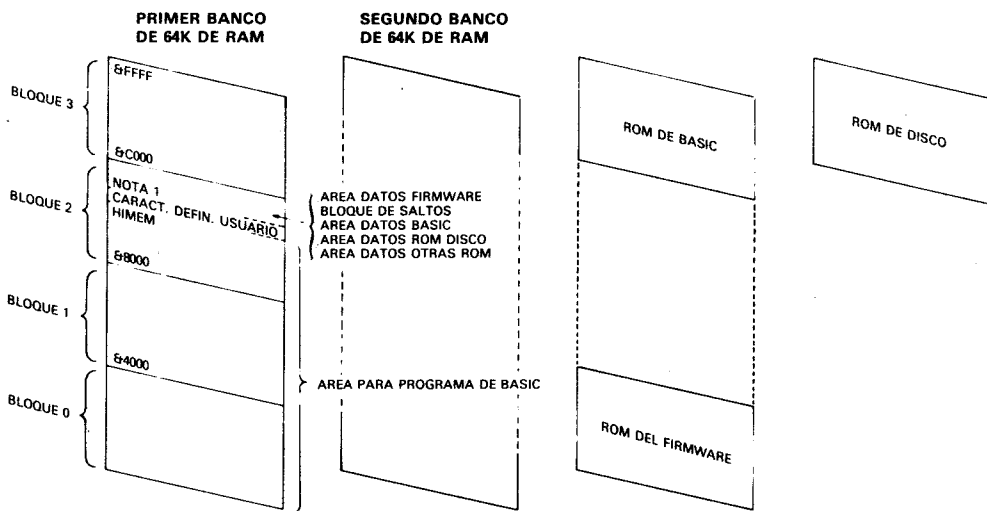 PRIMER BANCO
DE 64K DE RAM
SEGUNDO BANCO
DE 64K DE RAM
BLOQUE 3
&FFFF
&C000
BLOQUE 2
NOTA 1
CARACT. DEFIN. USUARIO
HIMEM
&8000
BLOQUE 1
&4000
BLOQUE 0
AREA DATOS FIRMWARE
BLOQUE DE SALTOS
AREA DATOS BASIC
AREA DATOS ROM DISCO
AREA DATOS OTRAS ROM
AREA PARA PROGRAMA DE BASIC
ROM DE BASIC
ROM DEL FIRMWARE
ROM DE DISCO